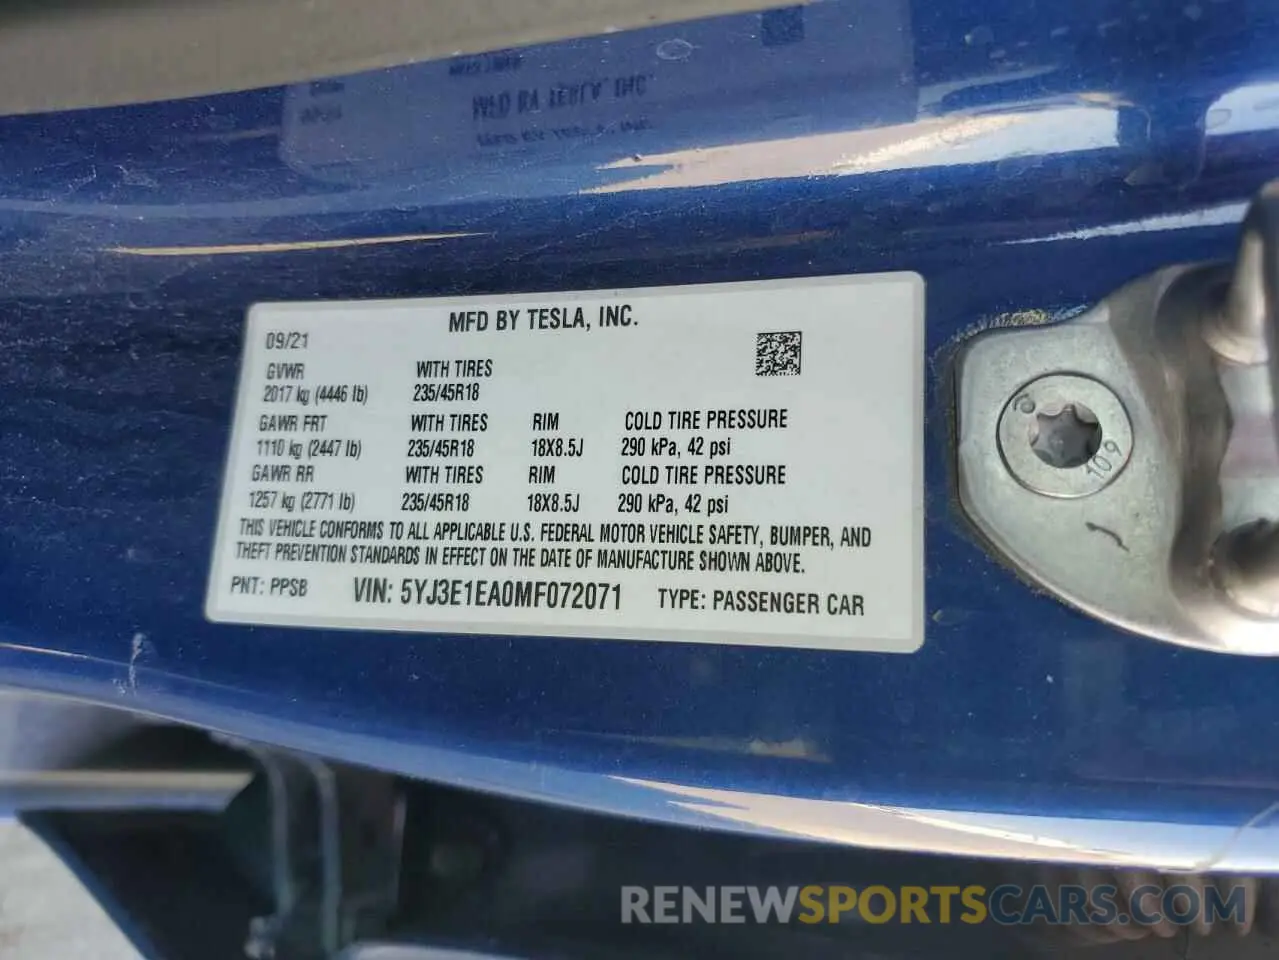 MFD BY TESLA, INC.
09/21
GVWR WITH TIRES
2017 kg (4446 lb) 235/45R18
GAWR FRT WITH TIRES RIM COLD TIRE PRESSURE
1110 kg (2447 lb) 235/45R18 18X8.5J 290 kPa, 42 psi
GAWR RR WITH TIRES RIM COLD TIRE PRESSURE
1257 kg (2771 lb) 235/45R18 18X8.5J 290 kPa, 42 psi
THIS VEHICLE CONFORMS TO ALL APPLICABLE U.S. FEDERAL MOTOR VEHICLE SAFETY, BUMPER, AND
THEFT PREVENTION STANDARDS IN EFFECT ON THE DATE OF MANUFACTURE SHOWN ABOVE.
PNT: PPSB VIN: 5YJ3E1EA0MF072071 TYPE: PASSENGER CAR
109
RENEWSPORTSCARS.COM